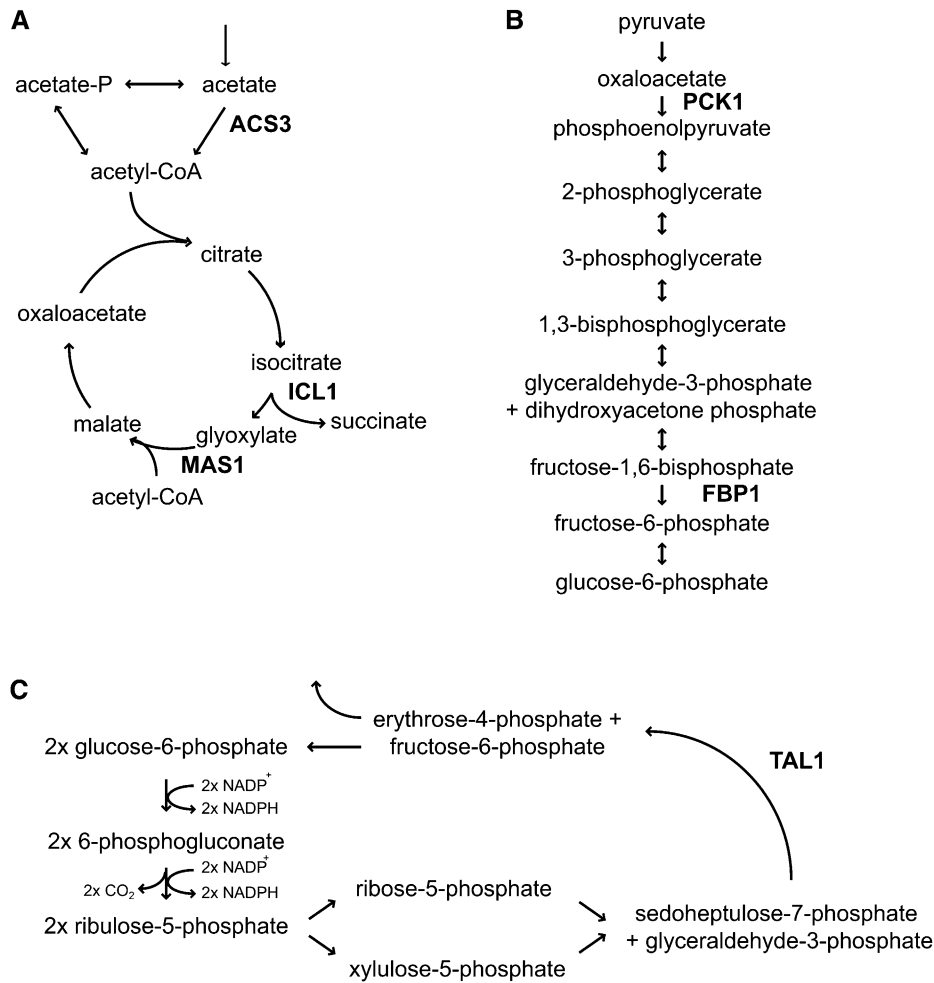 A
acetate-P
acetate
ACS3
acetyl-CoA
citrate
oxaloacetate
isocitrate
ICL1
succinate
malate
glyoxylate
MAS1
acetyl-CoA
B
pyruvate
oxaloacetate
PCK1
phosphoenolpyruvate
2-phosphoglycerate
3-phosphoglycerate
1,3-bisphosphoglycerate
glyceraldehyde-3-phosphate
+ dihydroxyacetone phosphate
fructose-1,6-bisphosphate
FBP1
fructose-6-phosphate
glucose-6-phosphate
C
erythrose-4-phosphate +
fructose-6-phosphate
2x glucose-6-phosphate
TAL1
2x NADP⁺
2x NADPH
2x 6-phosphogluconate
2x NADP⁺
2x CO₂
2x NADPH
2x ribulose-5-phosphate
ribose-5-phosphate
xylulose-5-phosphate
sedoheptulose-7-phosphate
+ glyceraldehyde-3-phosphate